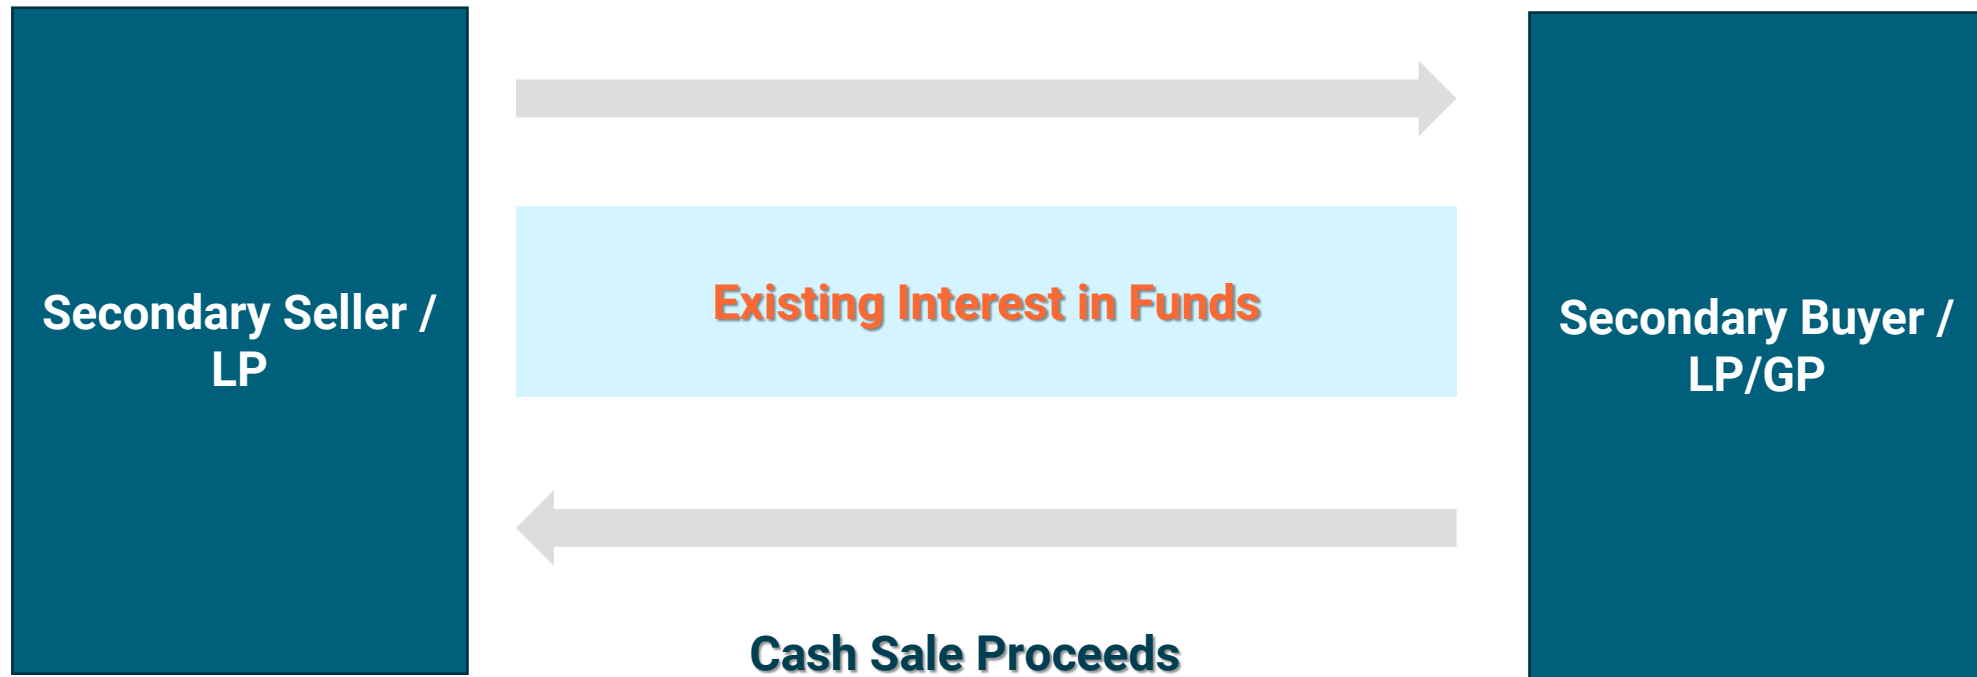 Secondary Seller /
LP
Existing Interest in Funds
Cash Sale Proceeds
Secondary Buyer /
LP/GP